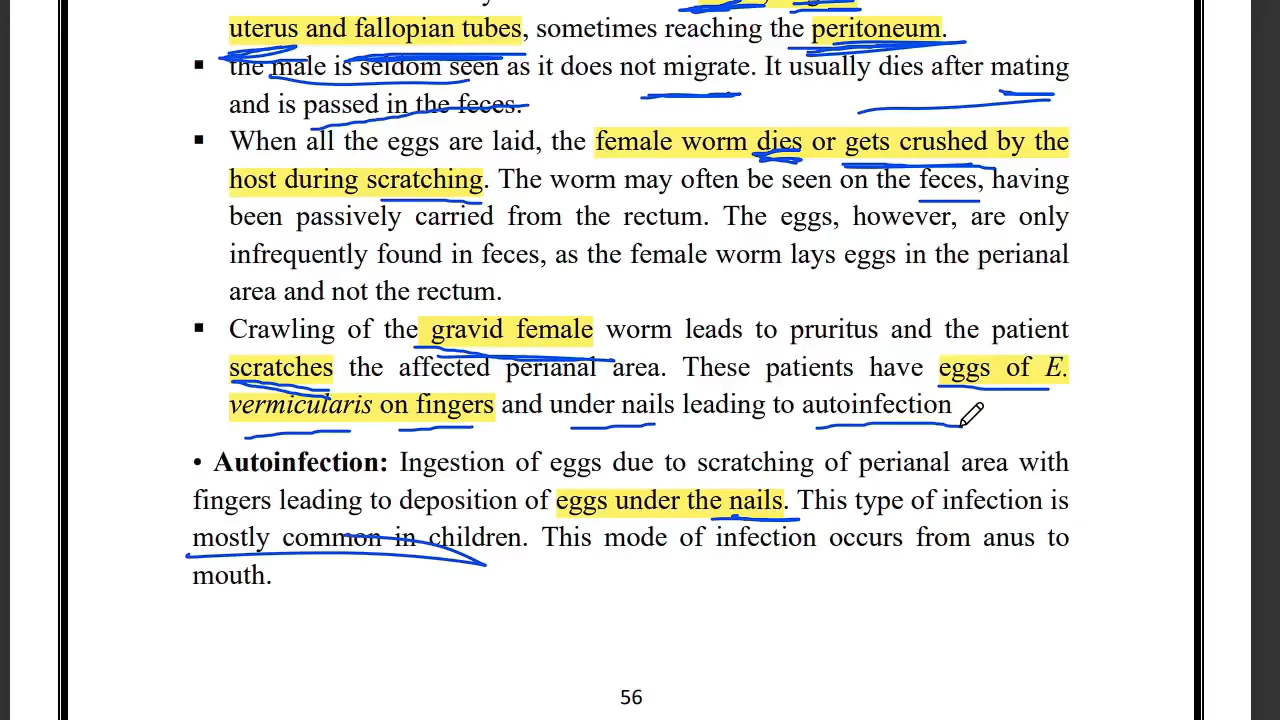 uterus and fallopian tubes, sometimes reaching the peritoneum.
▪ the male is seldom seen as it does not migrate. It usually dies after mating
and is passed in the feces.
▪ When all the eggs are laid, the female worm dies or gets crushed by the
host during scratching. The worm may often be seen on the feces, having
been passively carried from the rectum. The eggs, however, are only
infrequently found in feces, as the female worm lays eggs in the perianal
area and not the rectum.
▪ Crawling of the gravid female worm leads to pruritus and the patient
scratches the affected perianal area. These patients have eggs of E.
vermicularis on fingers and under nails leading to autoinfection
• Autoinfection: Ingestion of eggs due to scratching of perianal area with
fingers leading to deposition of eggs under the nails. This type of infection is
mostly common in children. This mode of infection occurs from anus to
mouth.
56